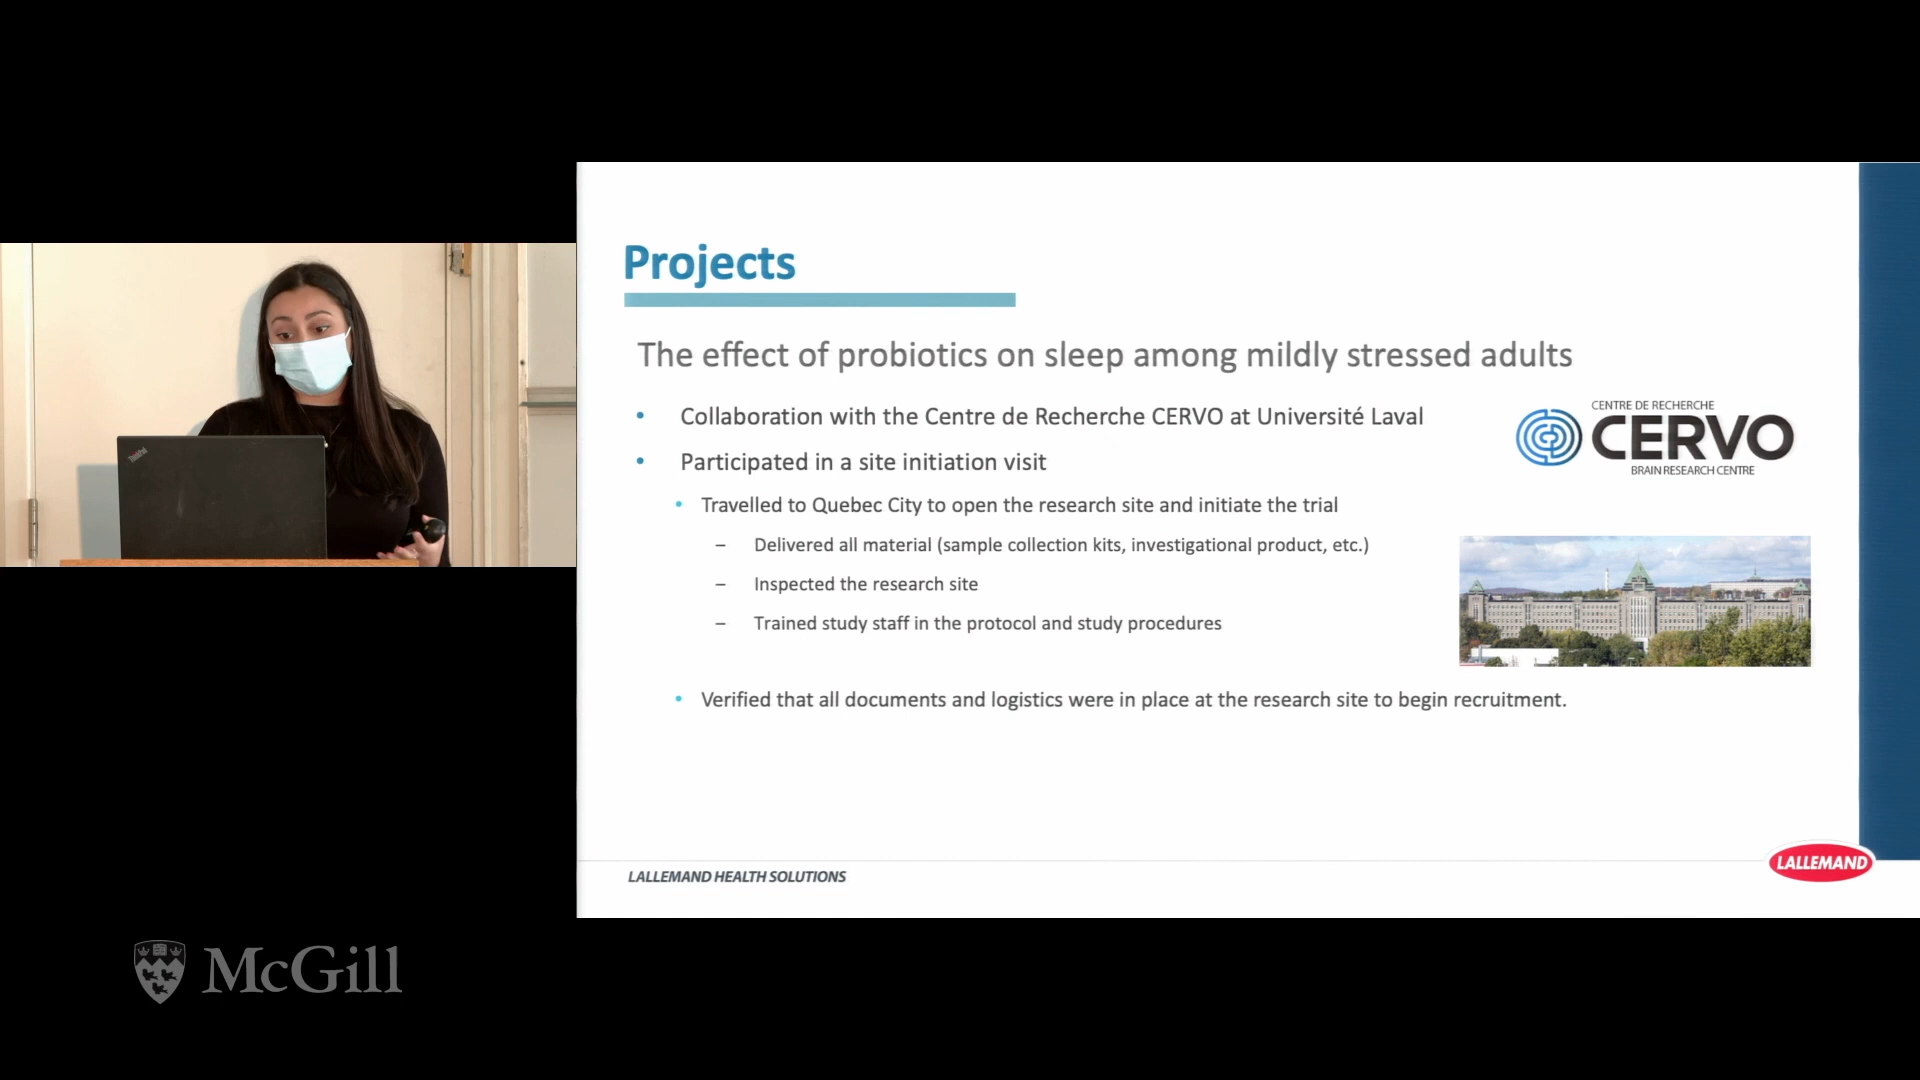 Projects
The effect of probiotics on sleep among mildly stressed adults
• Collaboration with the Centre de Recherche CERVO at Université Laval
• Participated in a site initiation visit
• Travelled to Quebec City to open the research site and initiate the trial
– Delivered all material (sample collection kits, investigational product, etc.)
– Inspected the research site
– Trained study staff in the protocol and study procedures
• Verified that all documents and logistics were in place at the research site to begin recruitment.
CENTRE DE RECHERCHE
CERVO
BRAIN RESEARCH CENTRE
LALLEMAND HEALTH SOLUTIONS
LALLEMAND
ThinkPad
McGill